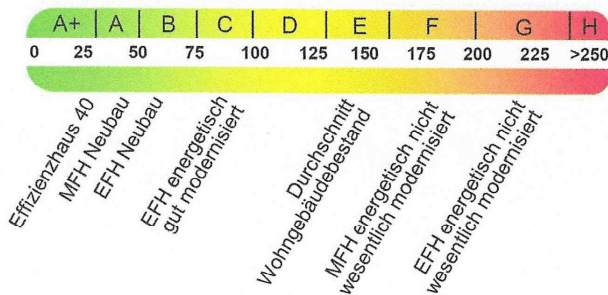 A+ A B C D E F G H
0 25 50 75 100 125 150 175 200 225 >250
Effizienzhaus 40
MFH Neubau
EFH Neubau
EFH energetisch
gut modernisiert
Durchschnitt
Wohngebäudebestand
MFH energetisch nicht
wesentlich modernisiert
EFH energetisch nicht
wesentlich modernisiert